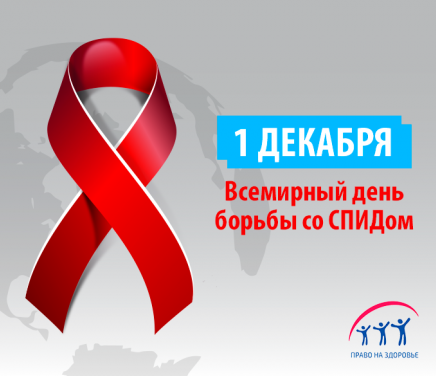 1 ДЕКАБРЯ
Всемирный день
борьбы со СПИДом
ПРАВО НА ЗДОРОВЬЕ